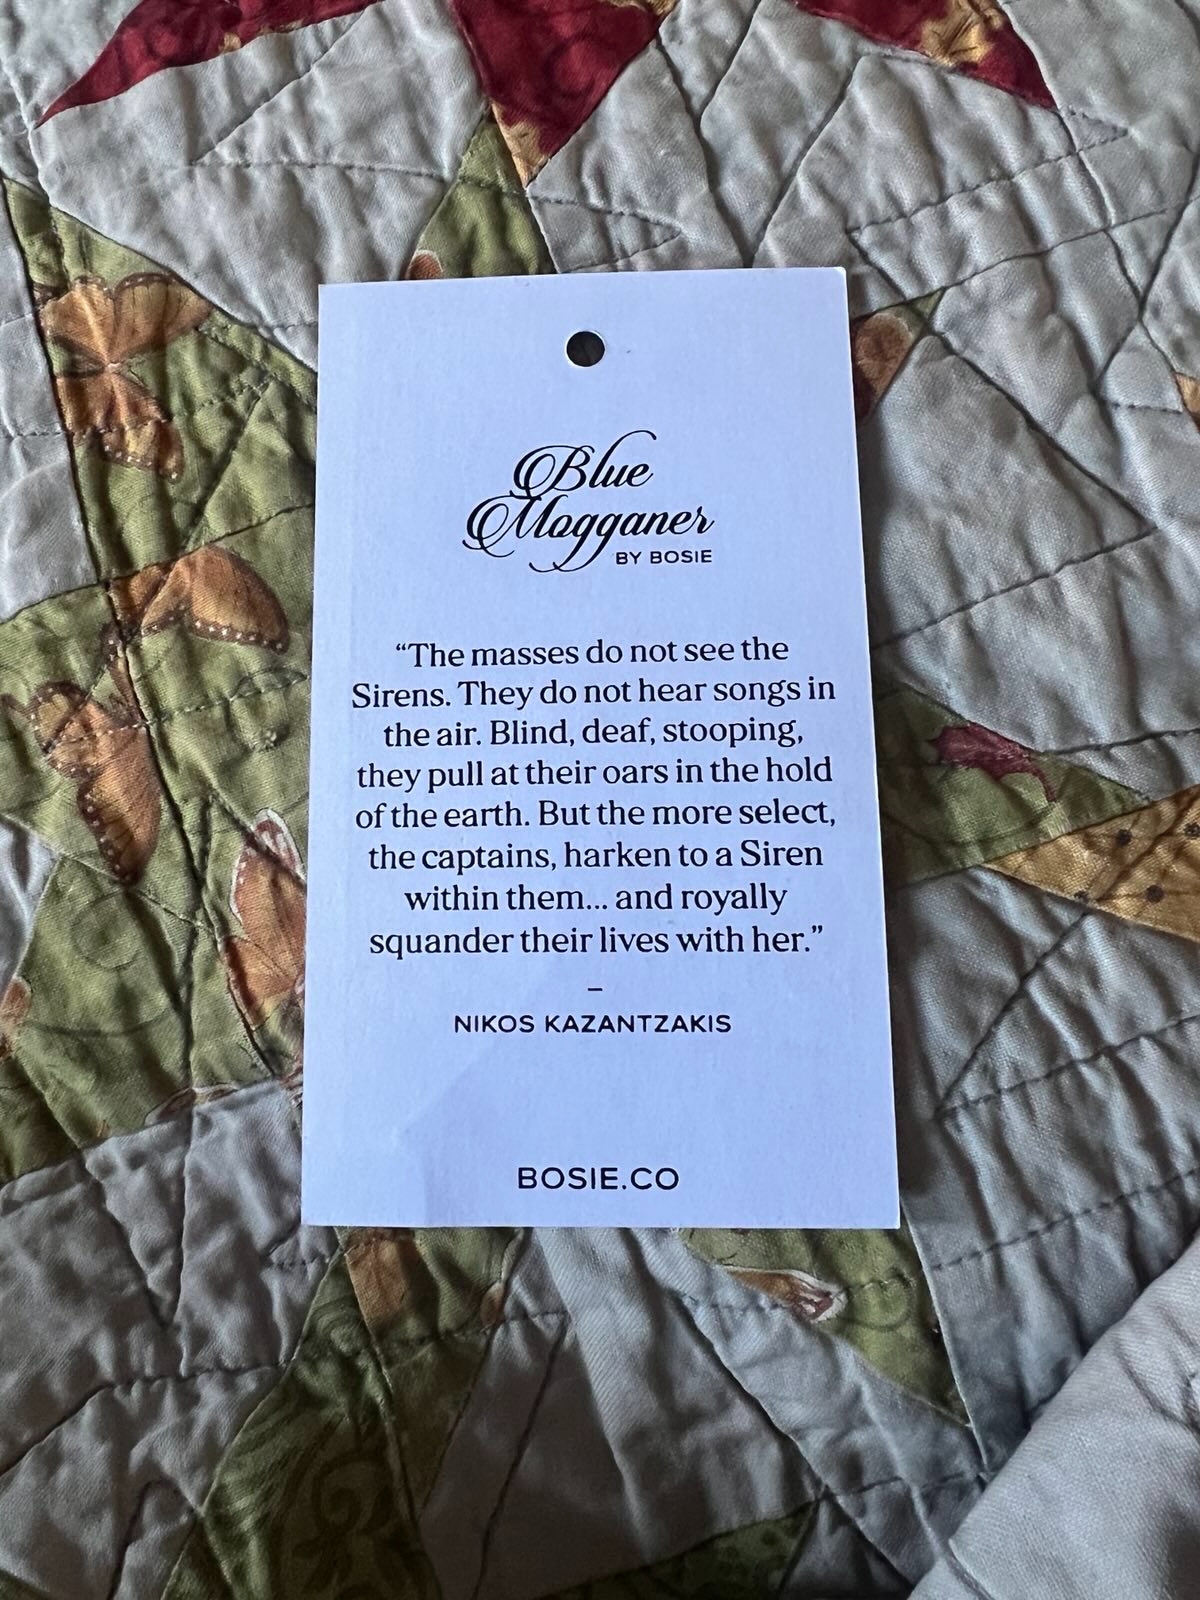 Blue
Mogganer
BY BOSIE
“The masses do not see the
Sirens. They do not hear songs in
the air. Blind, deaf, stooping,
they pull at their oars in the hold
of the earth. But the more select,
the captains, harken to a Siren
within them... and royally
squander their lives with her.”
–
NIKOS KAZANTZAKIS
BOSIE.CO